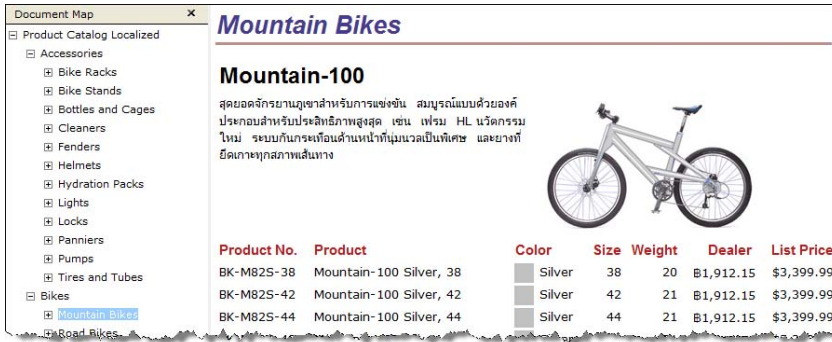 Document Map
Product Catalog Localized
Accessories
Bike Racks
Bike Stands
Bottles and Cages
Cleaners
Fenders
Helmets
Hydration Packs
Lights
Locks
Panniers
Pumps
Tires and Tubes
Bikes
Mountain Bikes
Road Bikes
Mountain Bikes
Mountain-100
สุดยอดจักรยานภูเขาสำหรับการแข่งขัน สมบูรณ์แบบด้วยองค์
ประกอบสำหรับประสิทธิภาพสูงสุด เช่น เฟรม HL นวัตกรรม
ใหม่ ระบบกันกระเทือนด้านหน้าที่นุ่มนวลเป็นพิเศษ และยางที่
ยึดเกาะทุกสภาพเส้นทาง
Product No. Product Color Size Weight Dealer List Price
BK-M82S-38 Mountain-100 Silver, 38 Silver 38 20 ฿1,912.15 $3,399.99
BK-M82S-42 Mountain-100 Silver, 42 Silver 42 21 ฿1,912.15 $3,399.99
BK-M82S-44 Mountain-100 Silver, 44 Silver 44 21 ฿1,912.15 $3,399.99